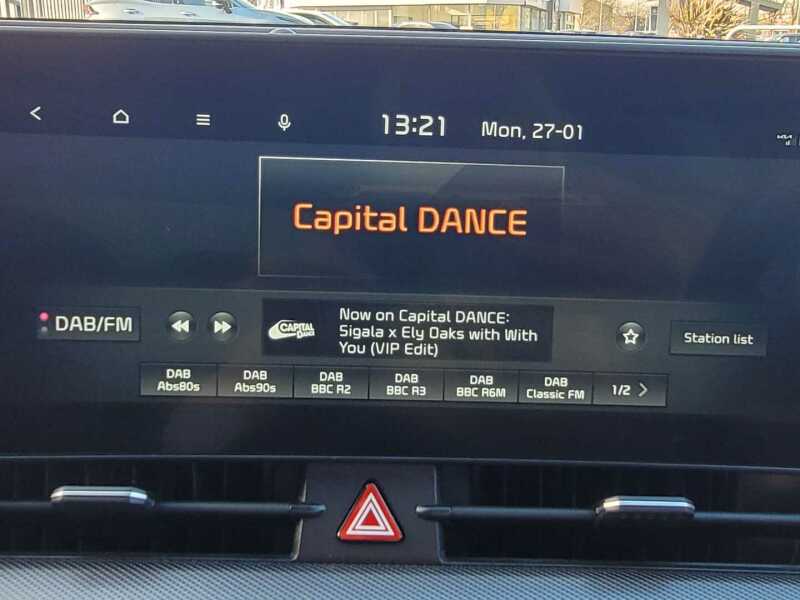 13:21 Mon, 27-01
Capital DANCE
DAB/FM
CAPITAL
DANCE
Now on Capital DANCE:
Sigala x Ely Oaks with With
You (VIP Edit)
Station list
DAB
Abs80s
DAB
Abs90s
DAB
BBC R2
DAB
BBC R3
DAB
BBC R6M
DAB
Classic FM
1/2